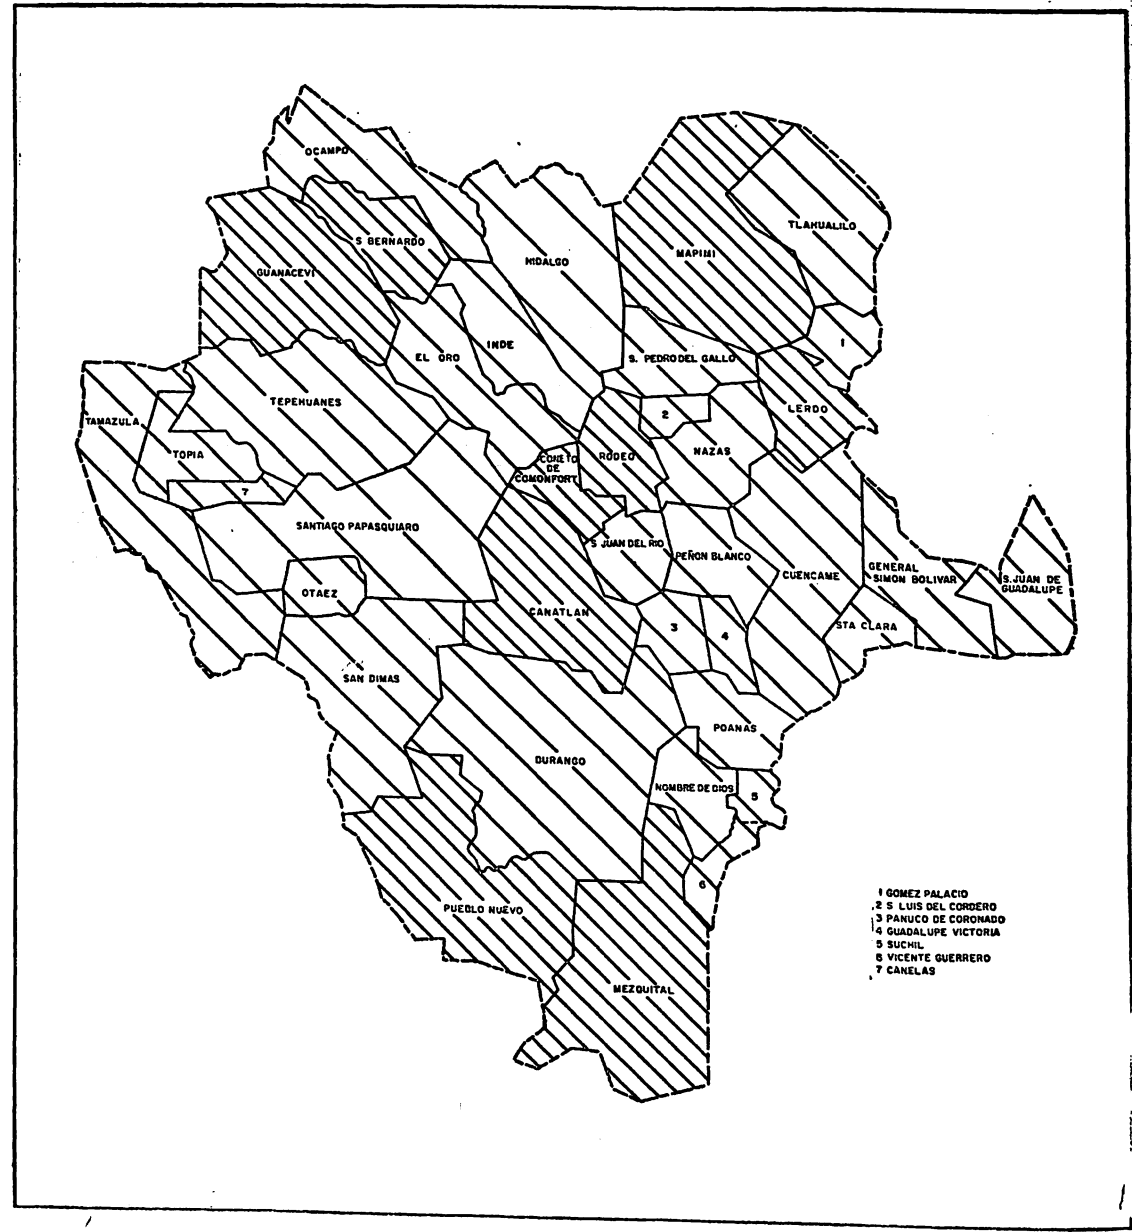 OCAMPO
TLAHUALILO
S BERNARDO
MAPIMI
HIDALGO
GUANACEVI
1
INDE
EL ORO
S. PEDRO DEL GALLO
TEPEHUANES
LERDO
2
TAMAZULA
NAZAS
TOPIA
RODEO
CONETO
DE
COMONFORT
7
SANTIAGO PAPASQUIARO
S JUAN DEL RIO
PEÑON BLANCO
GENERAL
SIMON BOLIVAR
CUENCAME
S. JUAN DE
GUADALUPE
OTAEZ
CANATLAN
STA CLARA
3
4
SAN DIMAS
POANAS
DURANGO
NOMBRE DE DIOS
5
6
PUEBLO NUEVO
MEZQUITAL
1 GOMEZ PALACIO
2 S LUIS DEL CORDERO
3 PANUCO DE CORONADO
4 GUADALUPE VICTORIA
5 SUCHIL
6 VICENTE GUERRERO
7 CANELAS